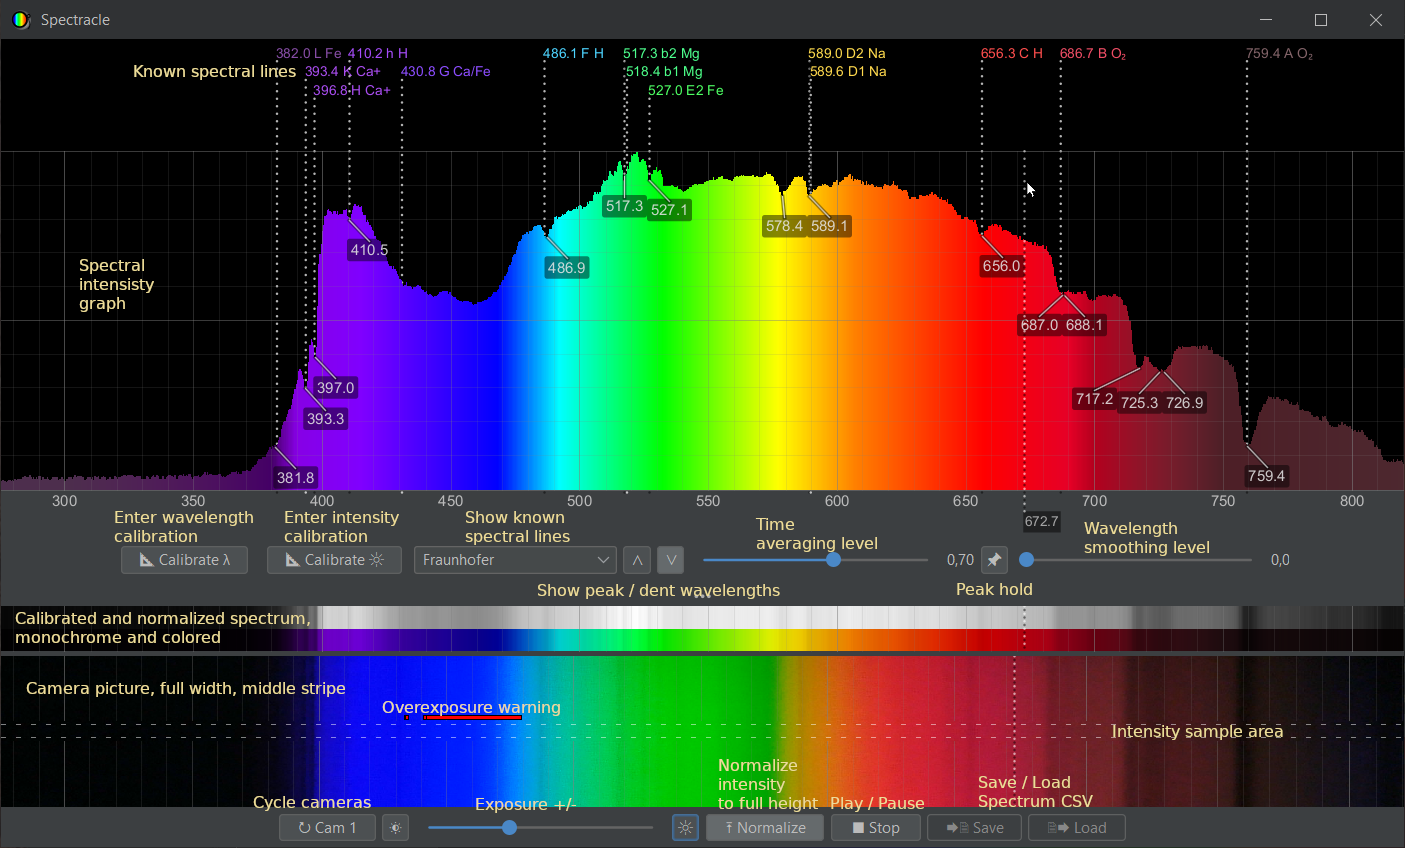 Spectracle
382.0 L Fe 410.2 h H 486.1 F H 517.3 b2 Mg 589.0 D2 Na 656.3 C H 686.7 B O₂ 759.4 A O₂
Known spectral lines 393.4 K Ca+ 430.8 G Ca/Fe 518.4 b1 Mg 589.6 D1 Na
396.8 H Ca+ 527.0 E2 Fe
517.3 527.1
578.4 589.1
410.5
486.9 656.0
Spectral
intensisty
graph
687.0 688.1
397.0
717.2 725.3 726.9
393.3
381.8 759.4
300 350 400 450 500 550 600 650 700 750 800
672.7
Enter wavelength
calibration
Enter intensity
calibration
Show known
spectral lines
Time
averaging level
Wavelength
smoothing level
Calibrate λ Calibrate Fraunhofer 0,70 0,0
Show peak / dent wavelengths Peak hold
Calibrated and normalized spectrum,
monochrome and colored
Camera picture, full width, middle stripe
Overexposure warning
Intensity sample area
Normalize
intensity
to full height
Save / Load
Spectrum CSV
Cycle cameras Exposure +/- Play / Pause
Cam 1 Normalize Stop Save Load